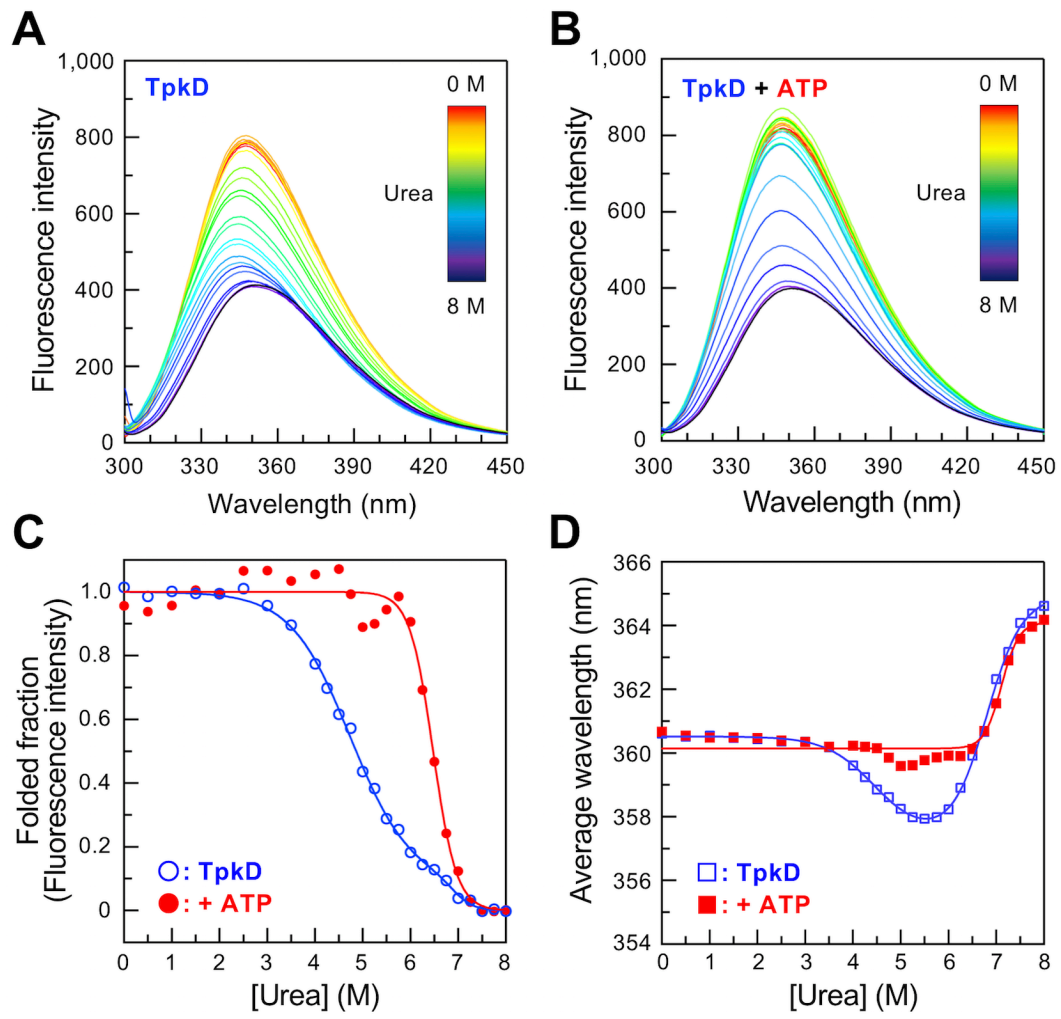 A
1,000
800
600
400
200
0
Fluorescence intensity
TpkD
0 M
Urea
8 M
300 330 360 390 420 450
Wavelength (nm)
B
1,000
800
600
400
200
0
Fluorescence intensity
TpkD + ATP
0 M
Urea
8 M
300 330 360 390 420 450
Wavelength (nm)
C
1.0
0.8
0.6
0.4
0.2
0
Folded fraction
(Fluorescence intensity)
: TpkD
: + ATP
0 1 2 3 4 5 6 7 8
[Urea] (M)
D
366
364
362
360
358
356
354
Average wavelength (nm)
: TpkD
: + ATP
0 1 2 3 4 5 6 7 8
[Urea] (M)